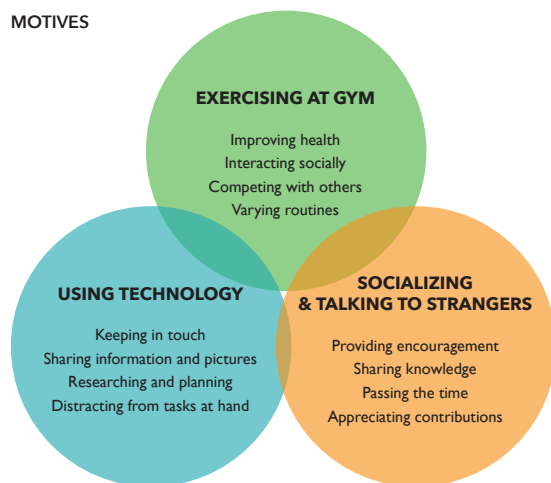 MOTIVES
EXERCISING AT GYM
Improving health
Interacting socially
Competing with others
Varying routines
USING TECHNOLOGY
Keeping in touch
Sharing information and pictures
Researching and planning
Distracting from tasks at hand
SOCIALIZING
& TALKING TO STRANGERS
Providing encouragement
Sharing knowledge
Passing the time
Appreciating contributions